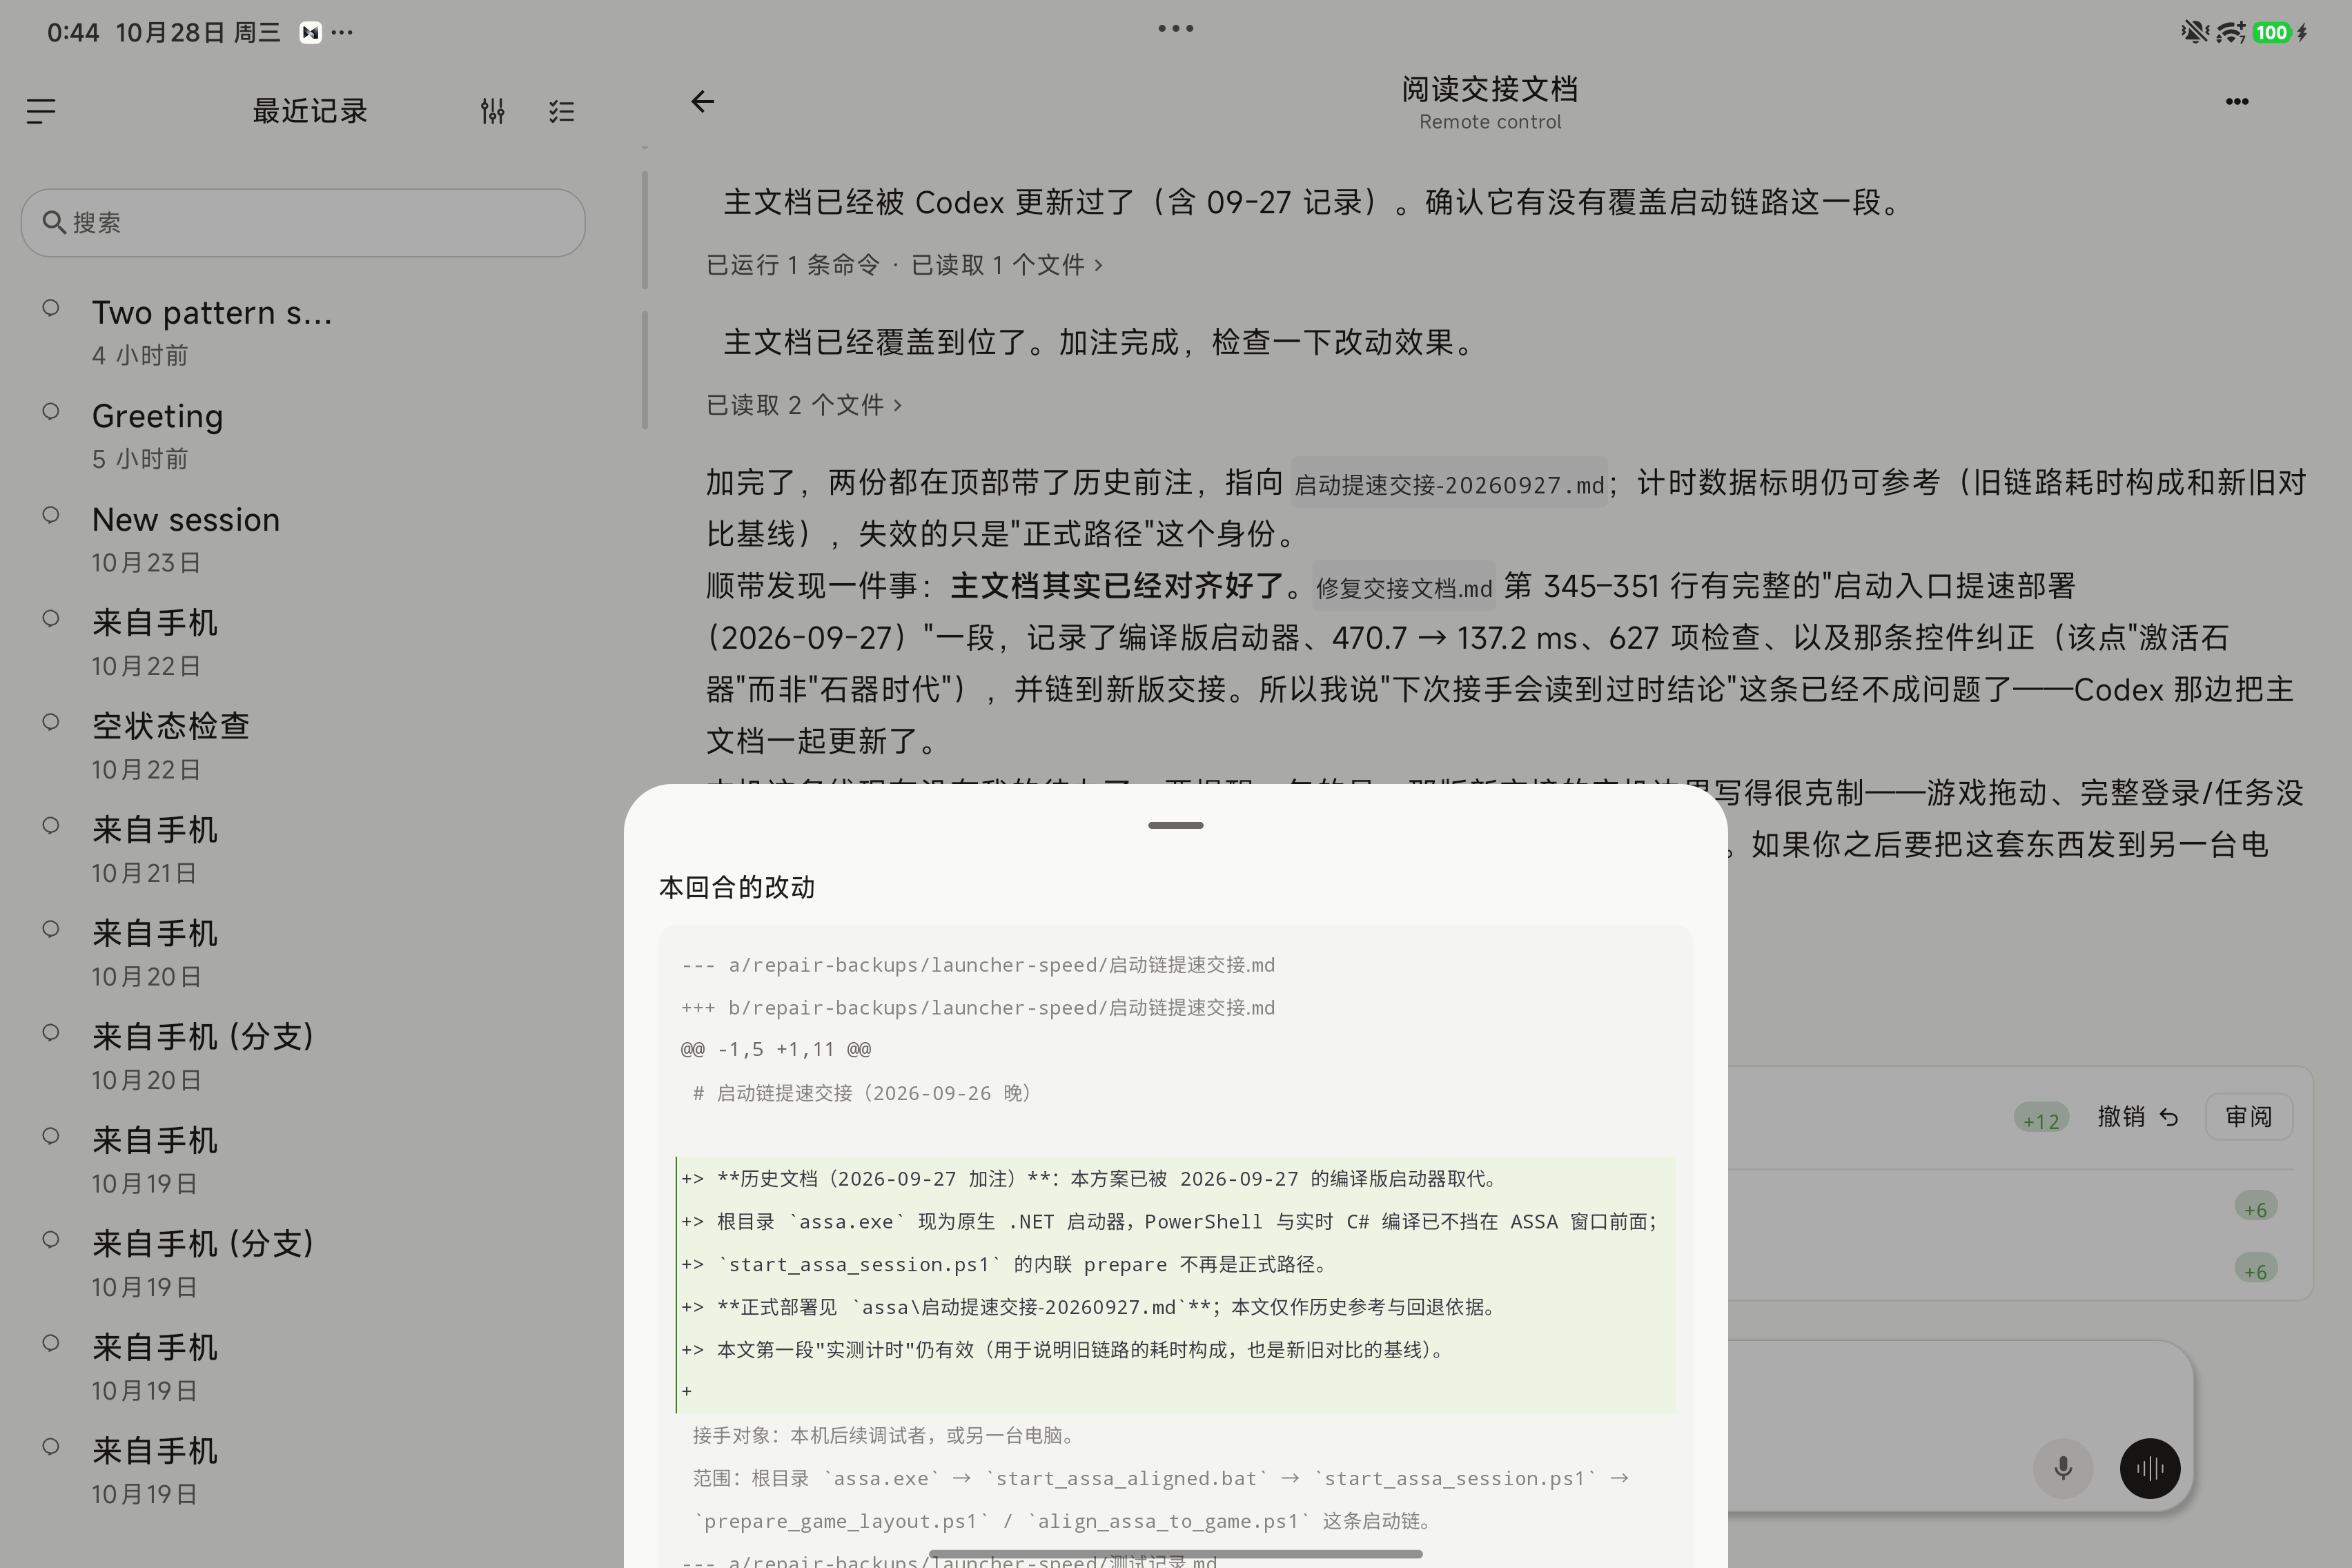 0:44 10月28日 周三
100
最近记录
搜索
Two pattern s...
4 小时前
Greeting
5 小时前
New session
10月23日
来自手机
10月22日
空状态检查
10月22日
来自手机
10月21日
来自手机
10月20日
来自手机 (分支)
10月20日
来自手机
10月19日
来自手机 (分支)
10月19日
来自手机
10月19日
来自手机
10月19日
阅读交接文档
Remote control
主文档已经被 Codex 更新过了（含 09-27 记录）。确认它有没有覆盖启动链路这一段。
已运行 1 条命令 · 已读取 1 个文件
主文档已经覆盖到位了。加注完成，检查一下改动效果。
已读取 2 个文件
加完了，两份都在顶部带了历史前注，指向 启动提速交接-20260927.md；计时数据标明仍可参考（旧链路耗时构成和新旧对
比基线），失效的只是"正式路径"这个身份。
顺带发现一件事：主文档其实已经对齐好了。修复交接文档.md 第 345–351 行有完整的"启动入口提速部署
（2026-09-27）"一段，记录了编译版启动器、470.7 → 137.2 ms、627 项检查、以及那条控件纠正（该点"激活石
器"而非"石器时代"），并链到新版交接。所以我说"下次接手会读到过时结论"这条已经不成问题了——Codex 那边把主
文档一起更新了。
写得很克制——游戏拖动、完整登录/任务没
。如果你之后要把这套东西发到另一台电
+12 撤销 审阅
+6
+6
本回合的改动
--- a/repair-backups/launcher-speed/启动链提速交接.md
+++ b/repair-backups/launcher-speed/启动链提速交接.md
@@ -1,5 +1,11 @@
# 启动链提速交接（2026-09-26 晚）
+> **历史文档（2026-09-27 加注）**：本方案已被 2026-09-27 的编译版启动器取代。
+> 根目录 `assa.exe` 现为原生 .NET 启动器，PowerShell 与实时 C# 编译已不挡在 ASSA 窗口前面；
+> `start_assa_session.ps1` 的内联 prepare 不再是正式路径。
+> **正式部署见 `assa\启动提速交接-20260927.md`**；本文仅作历史参考与回退依据。
+> 本文第一段"实测计时"仍有效（用于说明旧链路的耗时构成，也是新旧对比的基线）。
+
接手对象：本机后续调试者，或另一台电脑。
范围：根目录 `assa.exe` → `start_assa_aligned.bat` → `start_assa_session.ps1` →
`prepare_game_layout.ps1` / `align_assa_to_game.ps1` 这条启动链。
--- a/repair-backups/launcher-speed/测试记录.md